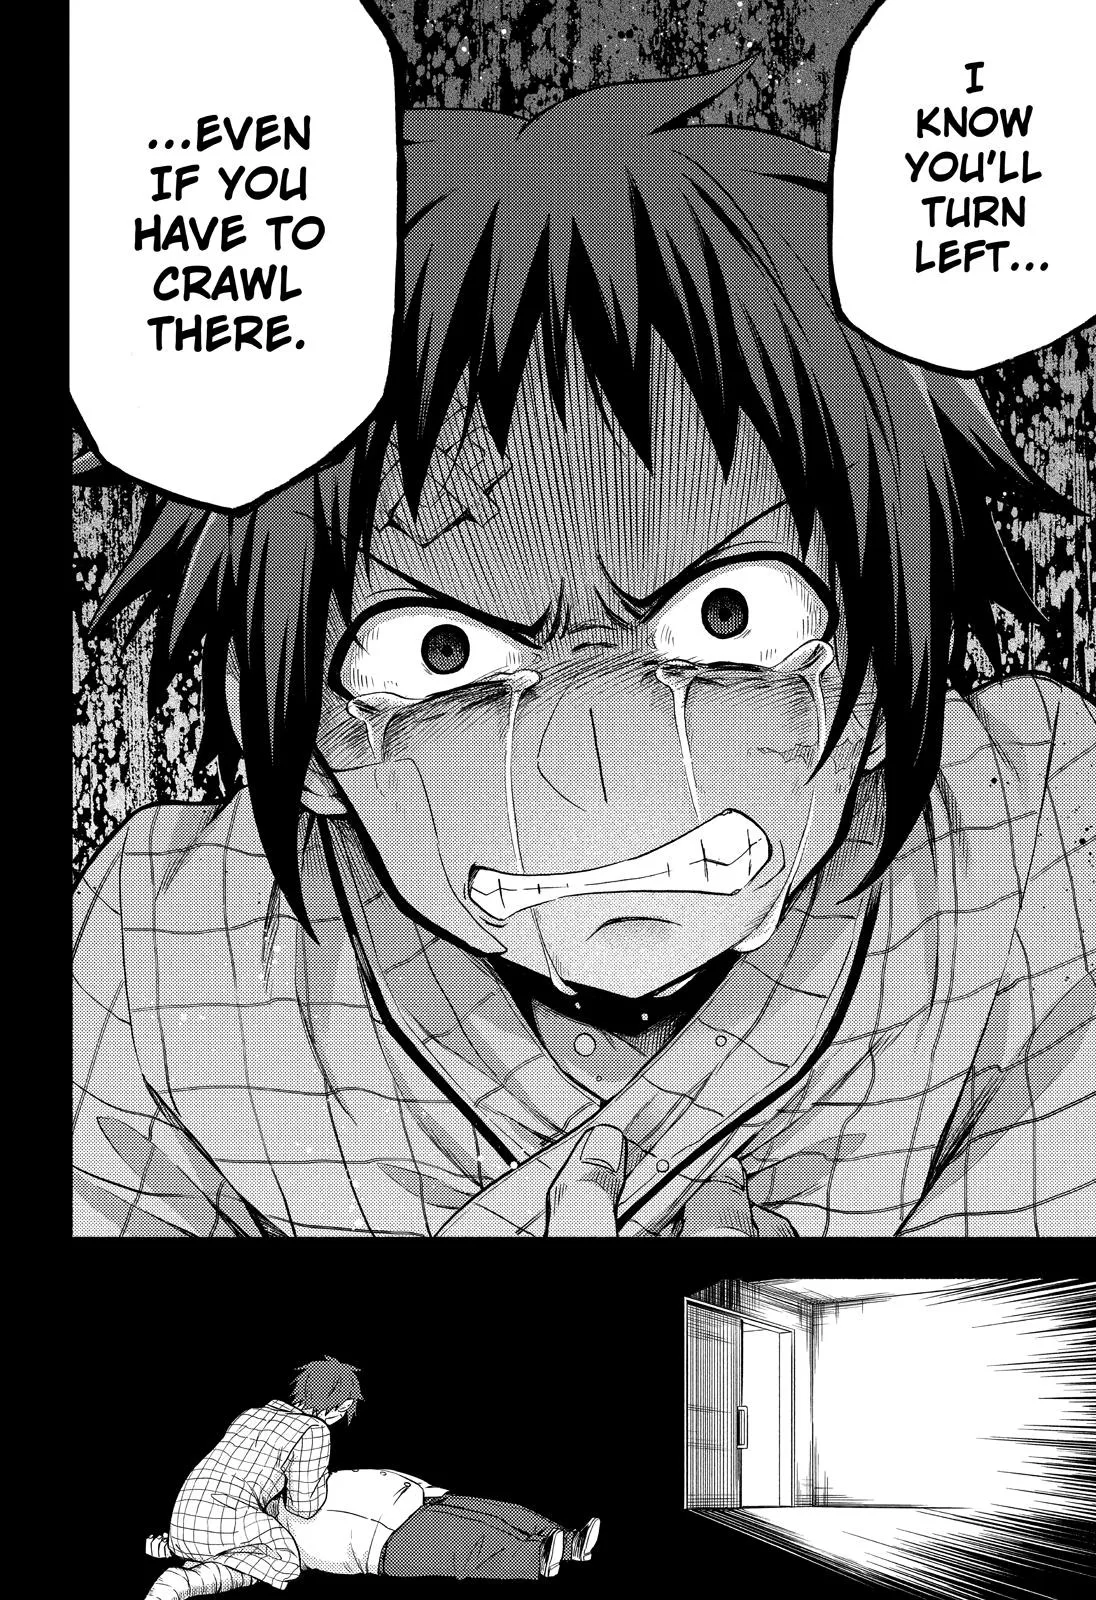 I
KNOW
YOU'LL
TURN
LEFT...
...EVEN
IF YOU
HAVE TO
CRAWL
THERE.